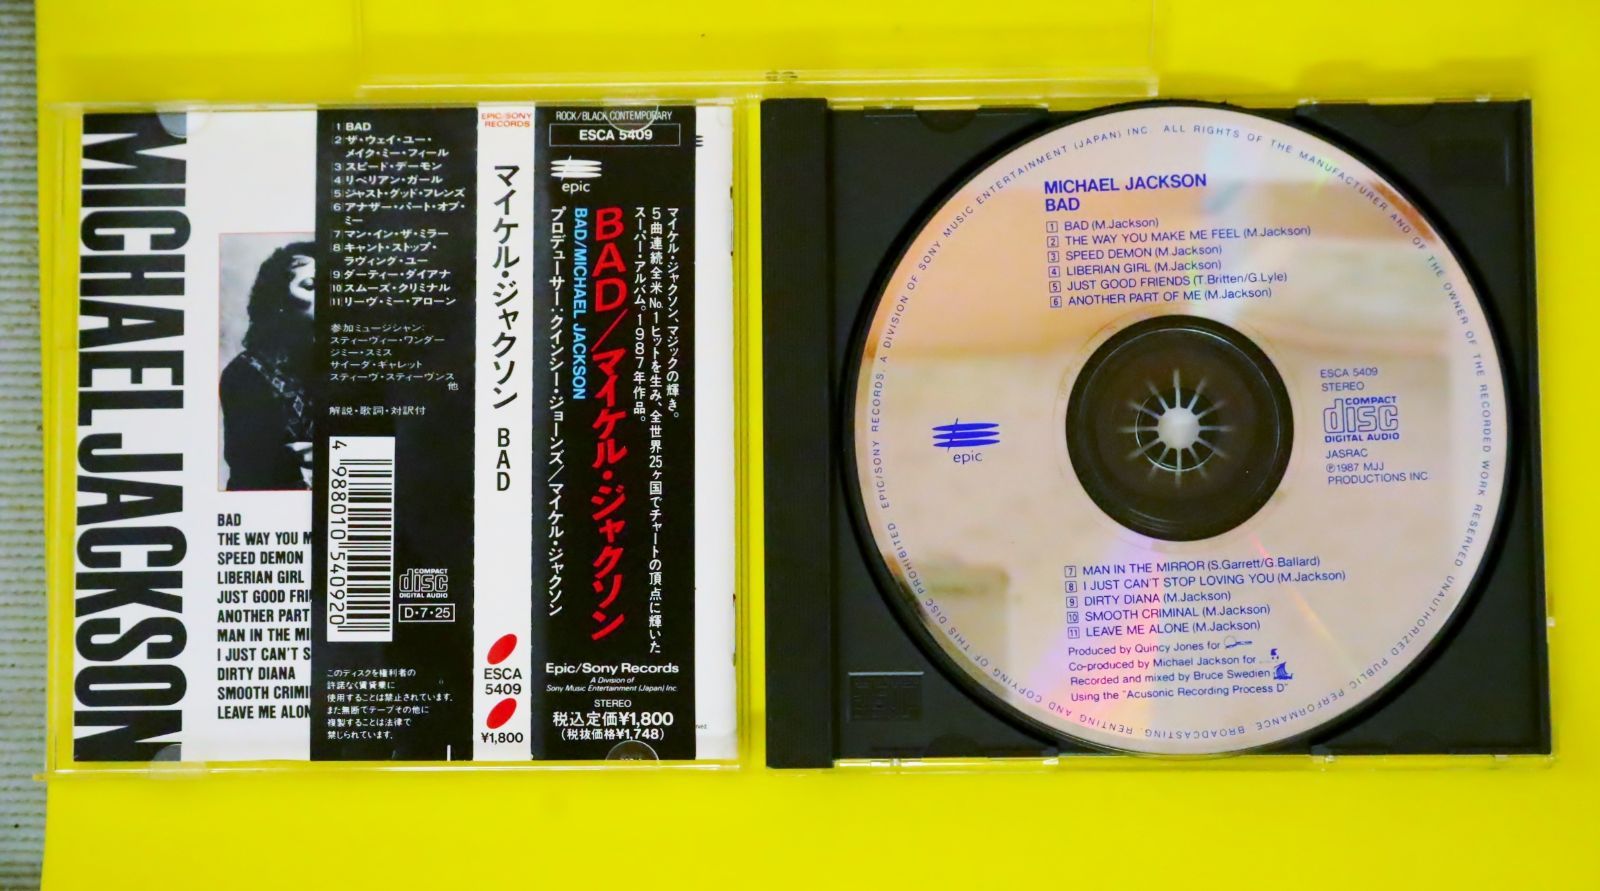 MICHAEL JACKSON
BAD
THE WAY YOU M
SPEED DEMON
LIBERIAN GIRL
JUST GOOD FRI
ANOTHER PART
MAN IN THE MI
I JUST CAN'T S
DIRTY DIANA
SMOOTH CRIMI
LEAVE ME ALON
1 BAD
2 ザ・ウェイ・ユー・
メイク・ミー・フィール
3 スピード・デーモン
4 リベリアン・ガール
5 ジャスト・グッド・フレンズ
6 アナザー・パート・オブ・
ミー
7 マン・イン・ザ・ミラー
8 キャント・ストップ・
ラヴィング・ユー
9 ダーティー・ダイアナ
10 スムーズ・クリミナル
11 リーヴ・ミー・アローン
参加ミュージシャン:
スティーヴィー・ワンダー
ジミー・スミス
サイーダ・ギャレット
スティーヴ・スティーヴンス
他
解説・歌詞・対訳付
4 988010 540920
COMPACT
disc
DIGITAL AUDIO
D・7・25
このディスクを権利者の
許諾なく賃貸業に
使用することは禁止されています。
また無断でテープその他に
複製することは法律で
禁じられています。
EPIC/SONY
RECORDS
マイケル・ジャクソン BAD
ESCA
5409
¥1,800
ROCK/BLACK CONTEMPORARY
ESCA 5409
epic
マイケル・ジャクソン、マジックの輝き。
5曲連続全米No.1ヒットを生み、全世界25ヶ国でチャートの頂点に輝いた
スーパー・アルバム。1987年作品。
BAD/マイケル・ジャクソン
BAD/MICHAEL JACKSON
プロデューサー:クインシー・ジョーンズ/マイケル・ジャクソン
Epic/Sony Records
A Division of
Sony Music Entertainment (Japan) Inc
STEREO
税込定価¥1,800
(税抜価格¥1,748)
MICHAEL JACKSON
BAD
1 BAD (M.Jackson)
2 THE WAY YOU MAKE ME FEEL (M.Jackson)
3 SPEED DEMON (M.Jackson)
4 LIBERIAN GIRL (M.Jackson)
5 JUST GOOD FRIENDS (T.Britten/G.Lyle)
6 ANOTHER PART OF ME (M.Jackson)
epic
ESCA 5409
STEREO
COMPACT
disc
DIGITAL AUDIO
JASRAC
Ⓟ1987 MJJ
PRODUCTIONS INC.
7 MAN IN THE MIRROR (S.Garrett/G.Ballard)
8 I JUST CAN'T STOP LOVING YOU (M.Jackson)
9 DIRTY DIANA (M.Jackson)
10 SMOOTH CRIMINAL (M.Jackson)
11 LEAVE ME ALONE (M.Jackson)
Produced by Quincy Jones for
Co-produced by Michael Jackson for
Recorded and mixed by Bruce Swedien
Using the "Acusonic Recording Process D"
EPIC/SONY RECORDS, A DIVISION OF SONY MUSIC ENTERTAINMENT (JAPAN) INC. ALL RIGHTS OF THE MANUFACTURER AND OF THE OWNER OF THE RECORDED WORK RESERVED UNAUTHORIZED PUBLIC PERFORMANCE, BROADCASTING, RENTING AND COPYING OF THIS DISC PROHIBITED